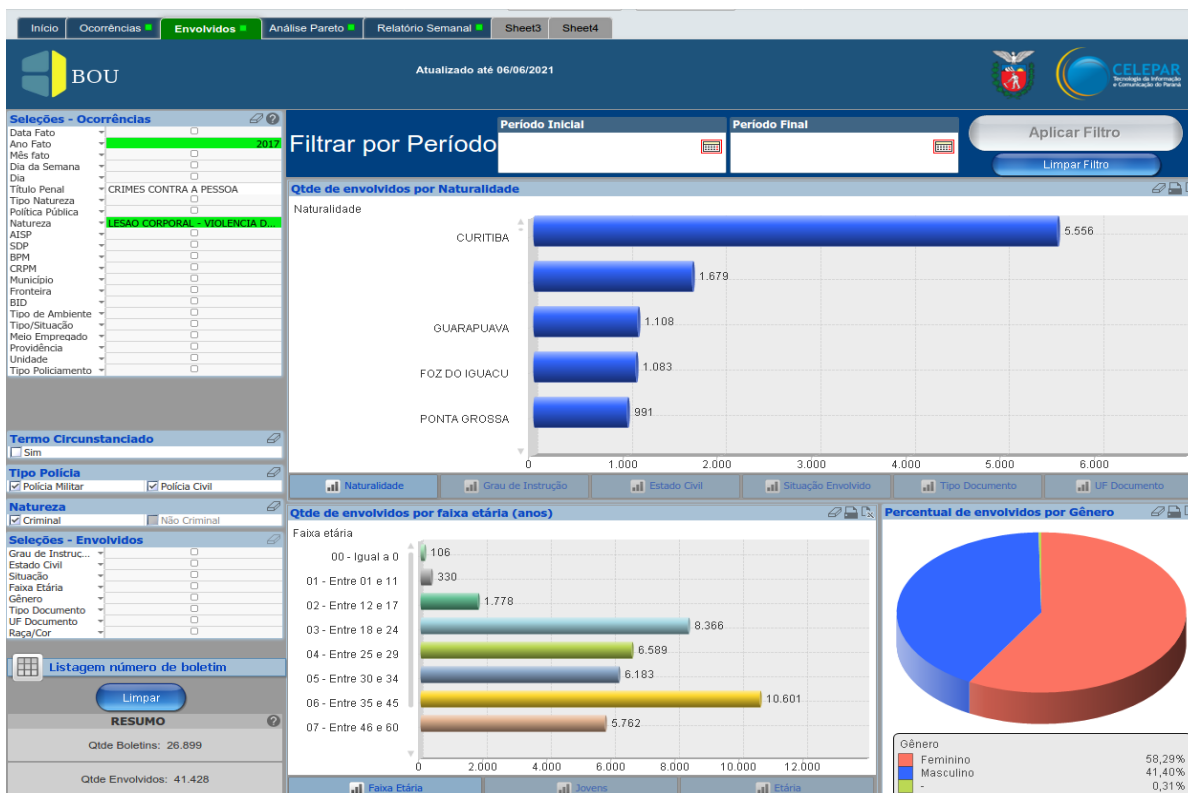 Início Ocorrências Envolvidos Análise Pareto Relatório Semanal Sheet3 Sheet4
BOU
Atualizado até 06/06/2021
CELEPAR
Tecnologia da Informação
e Comunicação do Paraná
Seleções - Ocorrências
Data Fato
Ano Fato 2017
Mês fato
Dia da Semana
Dia
Título Penal CRIMES CONTRA A PESSOA
Tipo Natureza
Política Pública
Natureza LESAO CORPORAL - VIOLENCIA D...
AISP
SDP
BPM
CRPM
Município
Fronteira
BID
Tipo de Ambiente
Tipo/Situação
Meio Empregado
Providência
Unidade
Tipo Policiamento
Termo Circunstanciado
Sim
Tipo Polícia
Polícia Militar Polícia Civil
Natureza
Criminal Não Criminal
Seleções - Envolvidos
Grau de Instruç...
Estado Civil
Situação
Faixa Etária
Gênero
Tipo Documento
UF Documento
Raça/Cor
Listagem número de boletim
Limpar
RESUMO
Qtde Boletins: 26.899
Qtde Envolvidos: 41.428
Filtrar por Período
Período Inicial
Período Final
Aplicar Filtro
Limpar Filtro
Qtde de envolvidos por Naturalidade
Naturalidade
CURITIBA 5.556
1.679
GUARAPUAVA 1.108
FOZ DO IGUACU 1.083
PONTA GROSSA 991
0 1.000 2.000 3.000 4.000 5.000 6.000
Naturalidade Grau de Instrução Estado Civil Situação Envolvido Tipo Documento UF Documento
Qtde de envolvidos por faixa etária (anos)
Faixa etária
00 - Igual a 0 106
01 - Entre 01 e 11 330
02 - Entre 12 e 17 1.778
03 - Entre 18 e 24 8.366
04 - Entre 25 e 29 6.589
05 - Entre 30 e 34 6.183
06 - Entre 35 e 45 10.601
07 - Entre 46 e 60 5.762
0 2.000 4.000 6.000 8.000 10.000 12.000
Faixa Etária Jovens Etária
Percentual de envolvidos por Gênero
Gênero
Feminino 58,29%
Masculino 41,40%
- 0,31%